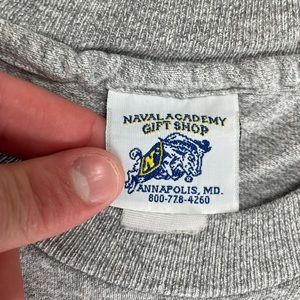 NAVAL ACADEMY
GIFT SHOP
N
ANNAPOLIS, MD.
800-778-4260